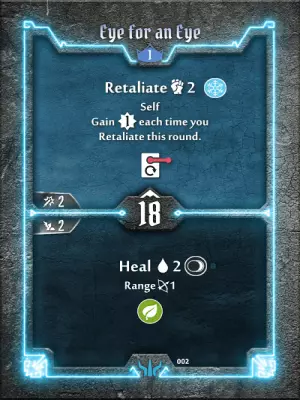 Eye for an Eye
1
Retaliate 2
Self
Gain 1 each time you
Retaliate this round.
2
18
2
Heal 2
Range 1
002